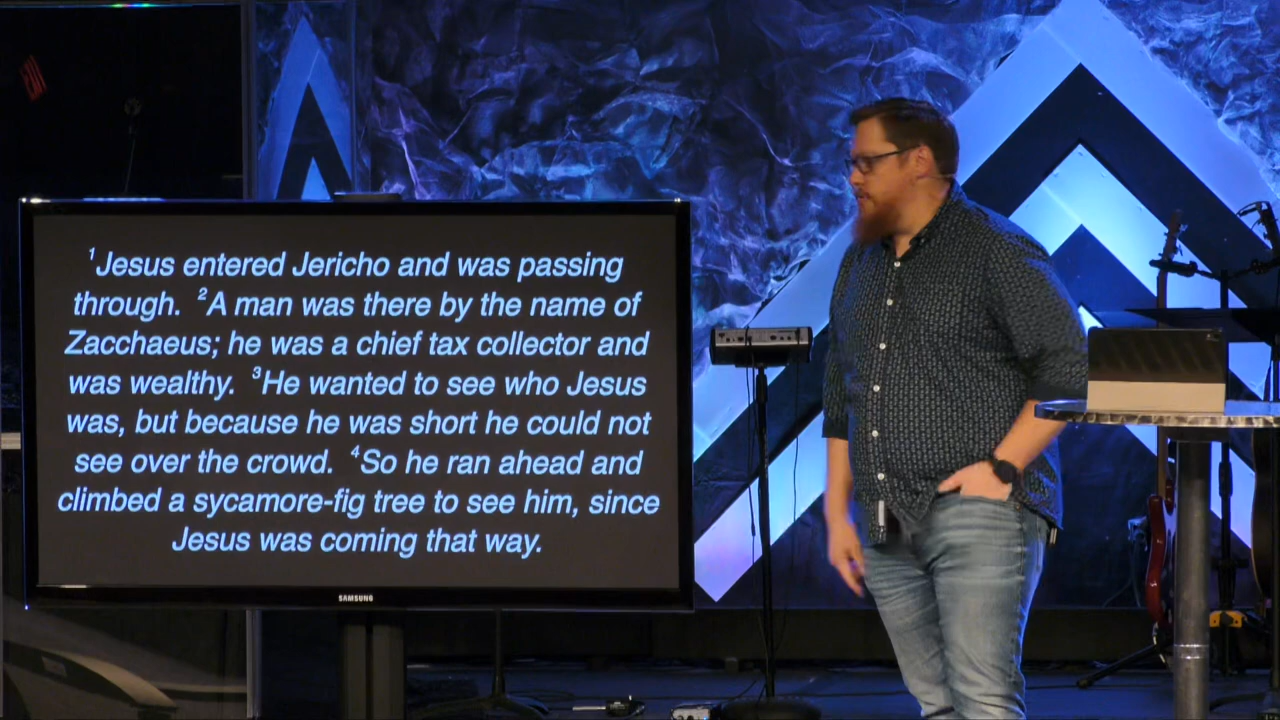 ¹Jesus entered Jericho and was passing
through. ²A man was there by the name of
Zacchaeus; he was a chief tax collector and
was wealthy. ³He wanted to see who Jesus
was, but because he was short he could not
see over the crowd. ⁴So he ran ahead and
climbed a sycamore-fig tree to see him, since
Jesus was coming that way.
SAMSUNG